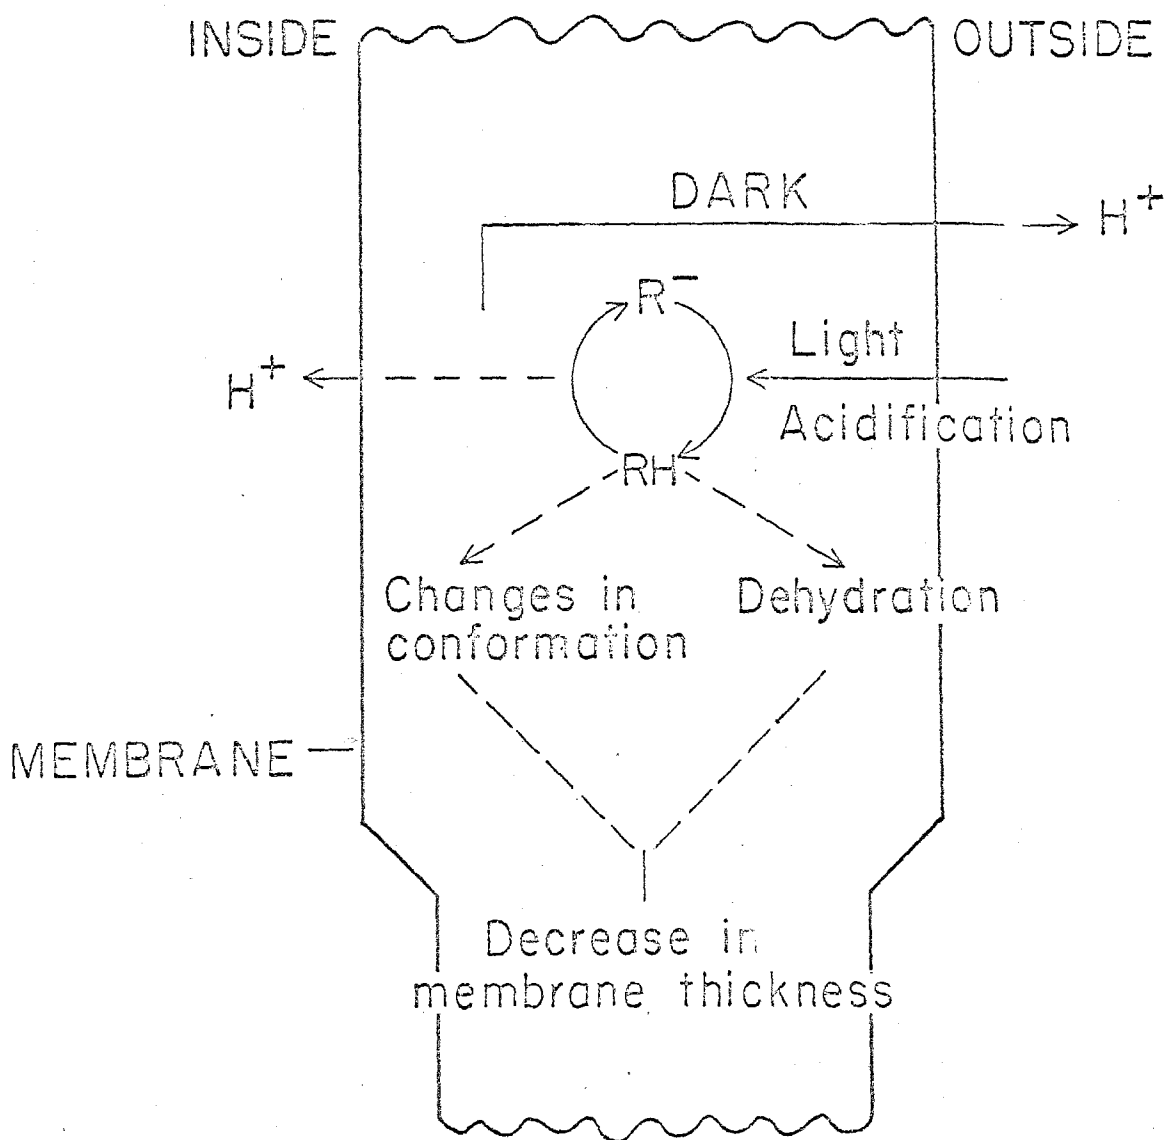 INSIDE
OUTSIDE
DARK
H+
R−
Light
H+
Acidification
RH
Changes in
conformation
Dehydration
MEMBRANE
Decrease in
membrane thickness